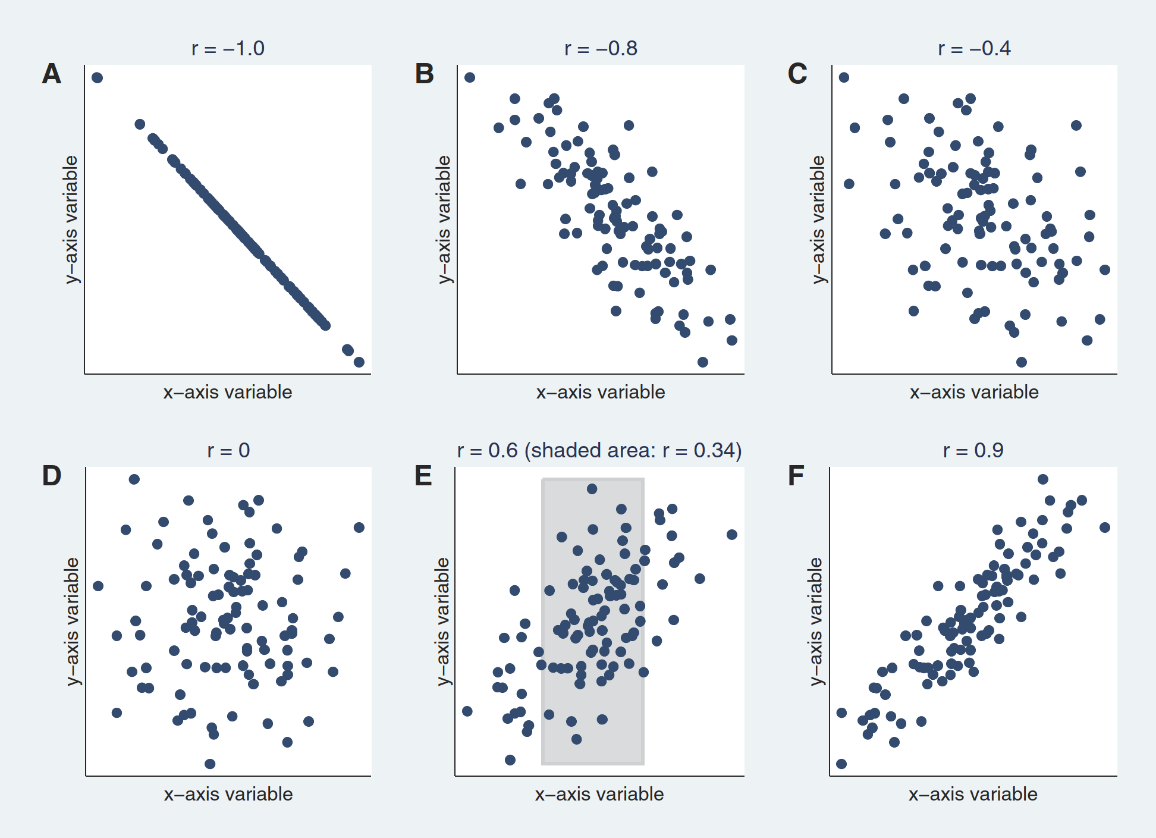 r = −1.0
A
y−axis variable
x−axis variable
r = −0.8
B
y−axis variable
x−axis variable
r = −0.4
C
y−axis variable
x−axis variable
r = 0
D
y−axis variable
x−axis variable
r = 0.6 (shaded area: r = 0.34)
E
y−axis variable
x−axis variable
r = 0.9
F
y−axis variable
x−axis variable